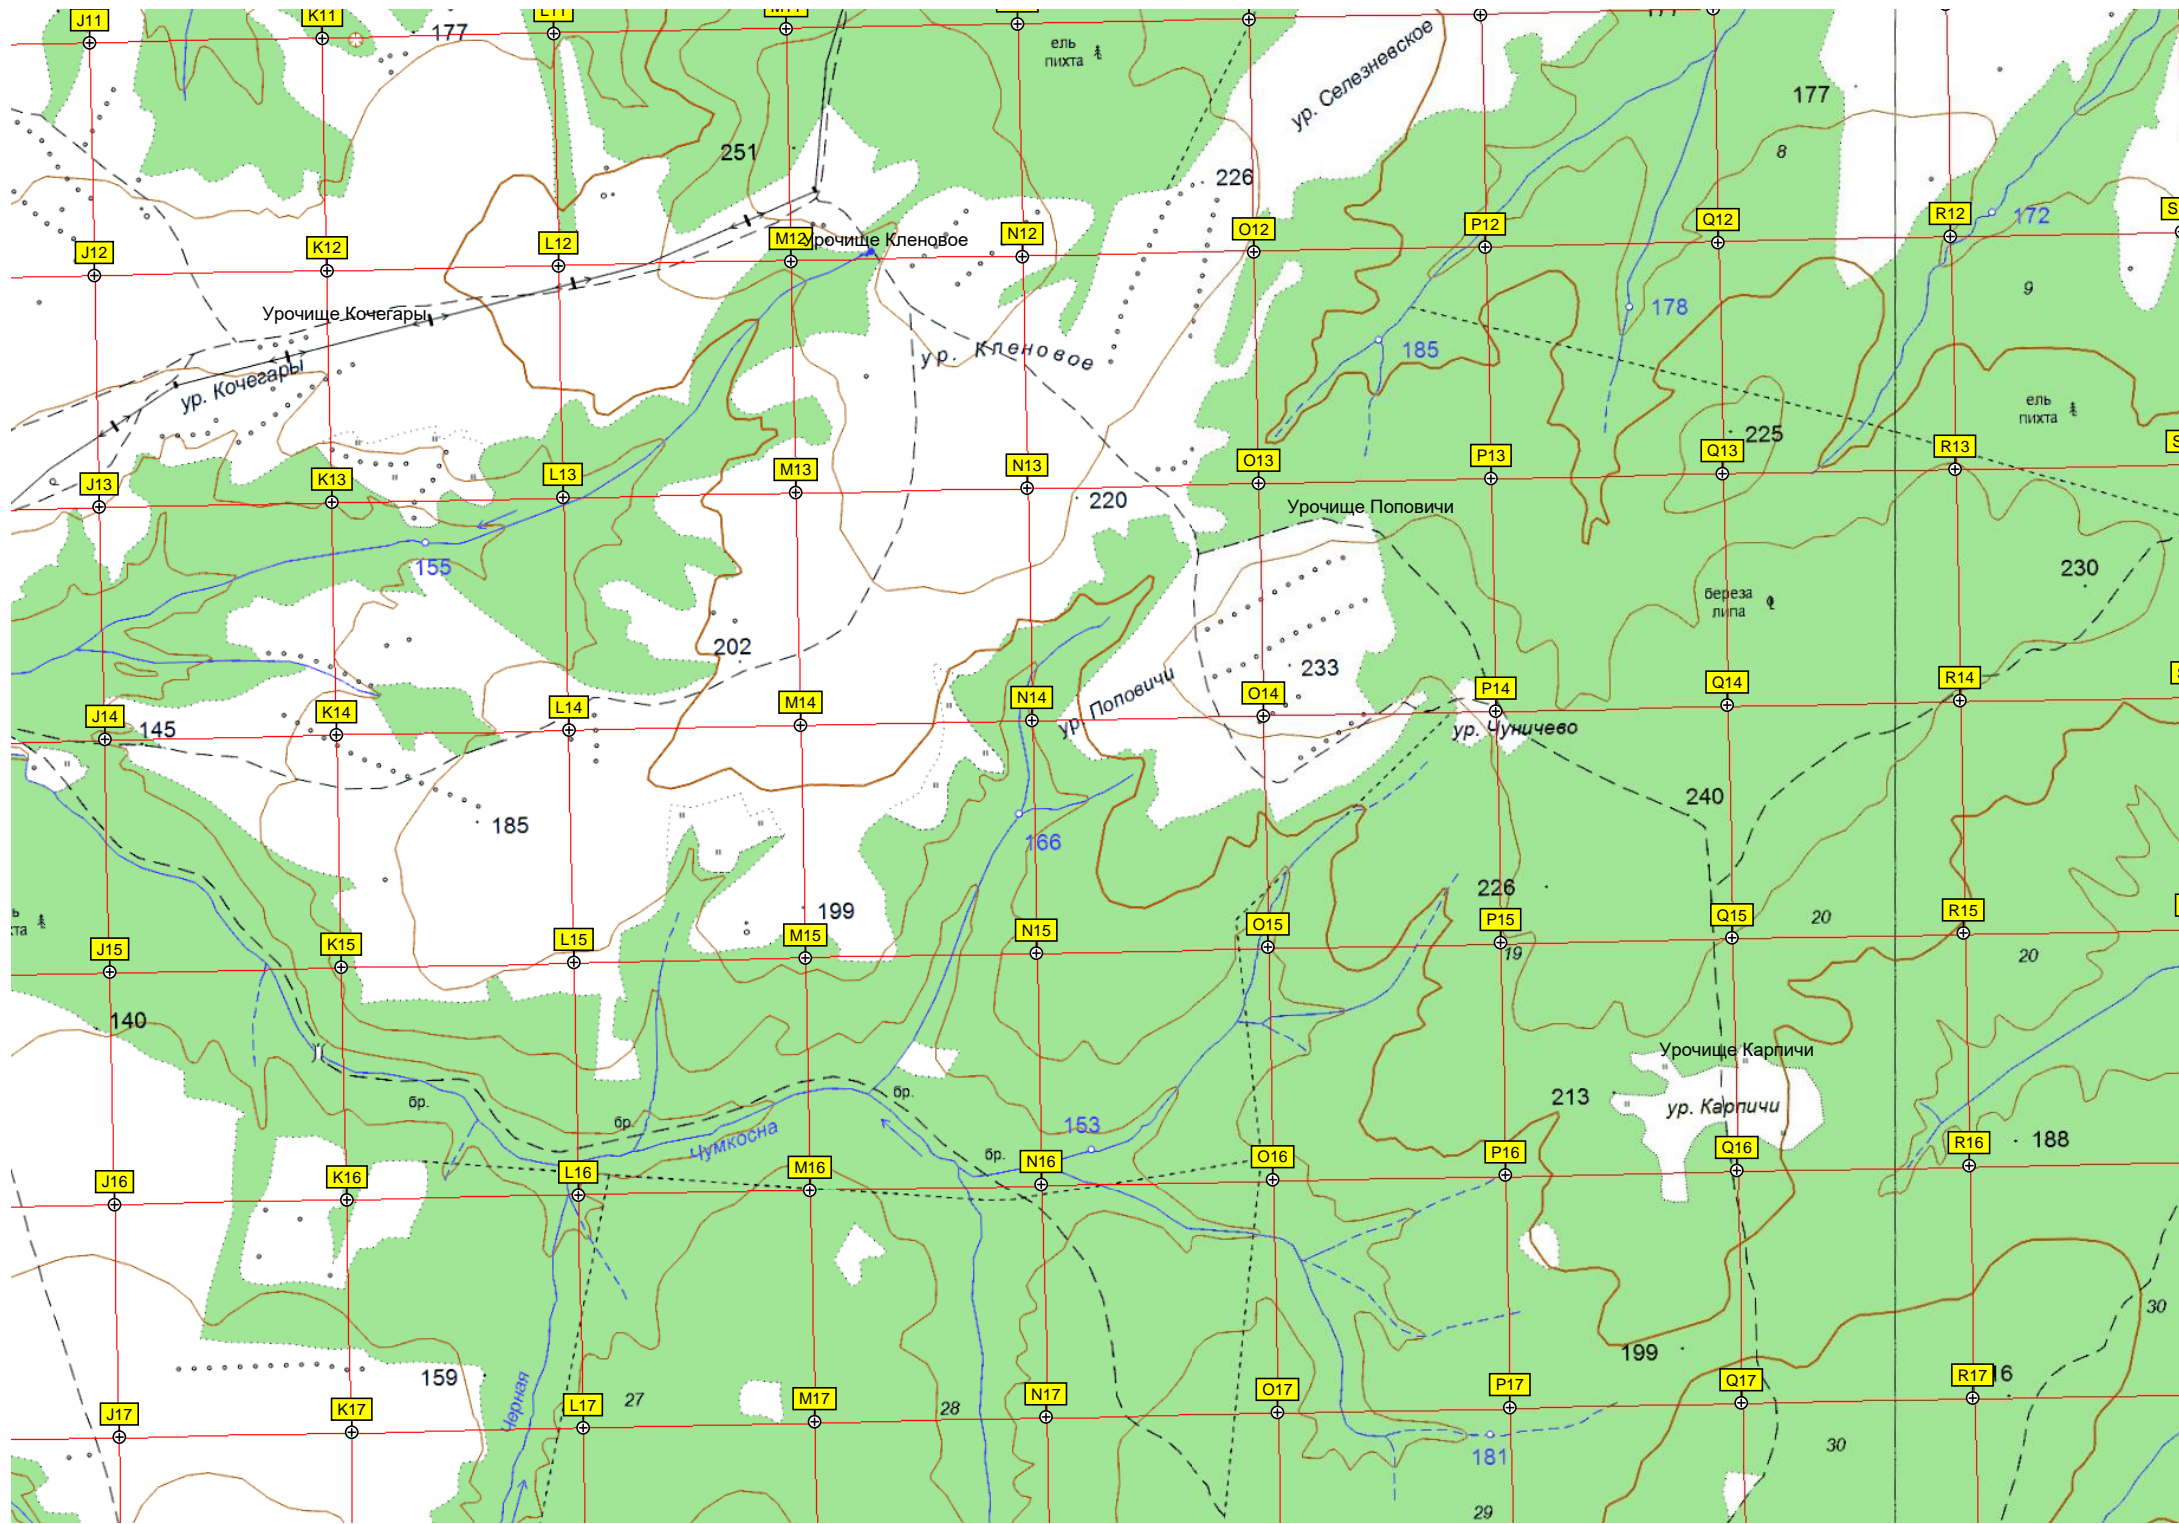 J11
K11
L11
177
ель
пихта
ур. Селезневское
177
251
226
8
J12
K12
L12
M12
Урочище Кленовое
N12
O12
P12
Q12
R12
172
S
9
Урочище Кочегары
178
185
ур. Кленовое
ур. Кочегары
ель
пихта
225
J13
K13
L13
M13
N13
O13
P13
Q13
R13
S
220
Урочище Поповичи
155
230
береза
липа
202
233
ур. Поповичи
J14
K14
L14
M14
N14
O14
P14
Q14
R14
145
ур. Чуничево
240
185
166
226
199
ь
та
J15
K15
L15
M15
N15
O15
P15
Q15
R15
20
19
20
140
Урочище Карпичи
бр.
бр.
бр.
213
ур. Карпичи
153
Чумкосна
бр.
188
J16
K16
L16
M16
N16
O16
P16
Q16
R16
30
199
159
27
28
16
J17
K17
L17
M17
N17
O17
P17
Q17
R17
Черная
181
30
29